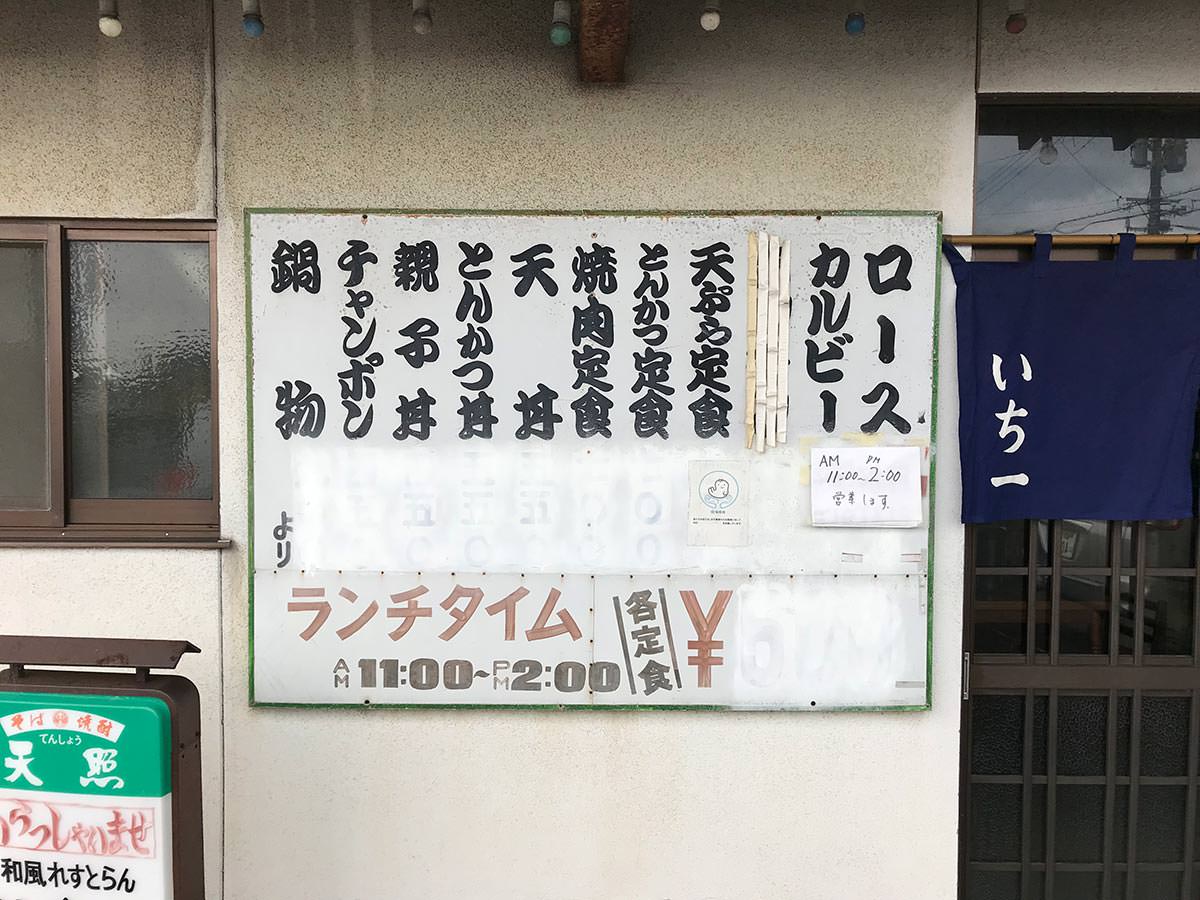 ロース
カルビー
天ぷら定食
とんかつ定食
焼肉定食
天丼
とんかつ丼
親子丼
チャンポン
鍋物
より
AM PM
11:00~2:00
営業します。
ランチタイム
AM 11:00~PM 2:00
各定食
¥
いち一
そば 焼酎
てんしょう
天照
いらっしゃいませ
和風れすとらん